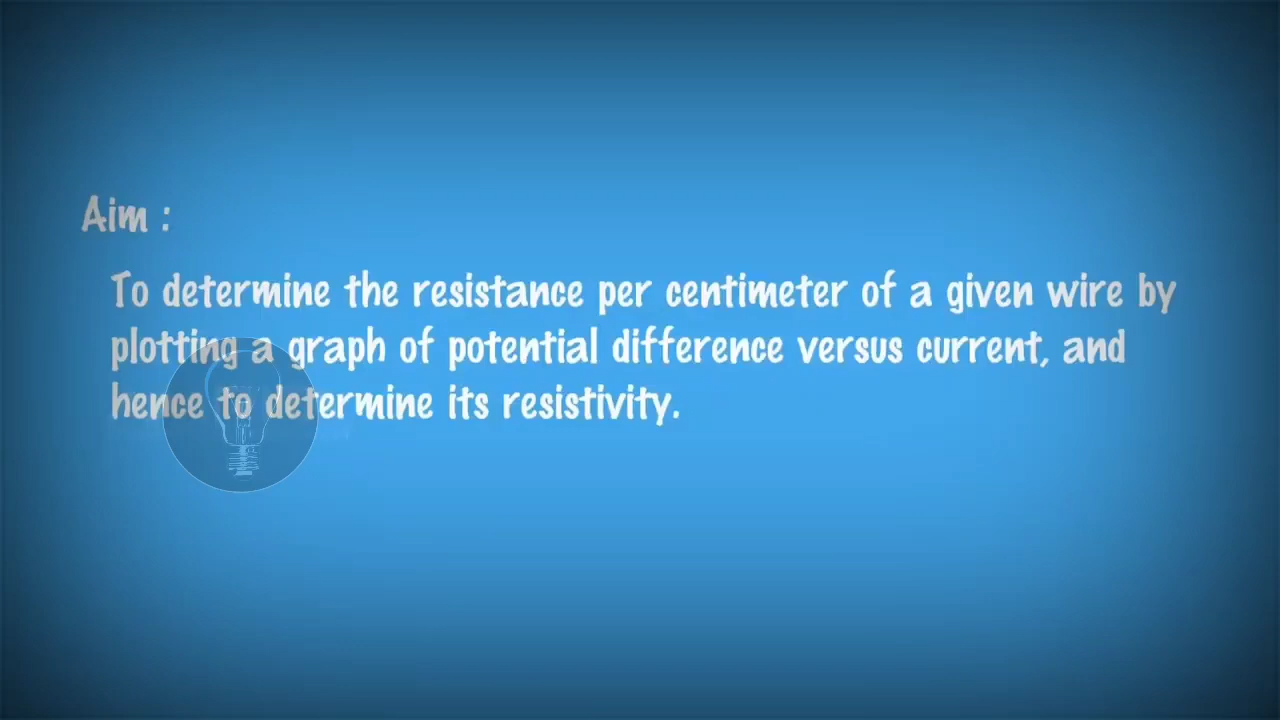 Aim :
To determine the resistance per centimeter of a given wire by
plotting a graph of potential difference versus current, and
hence to determine its resistivity.